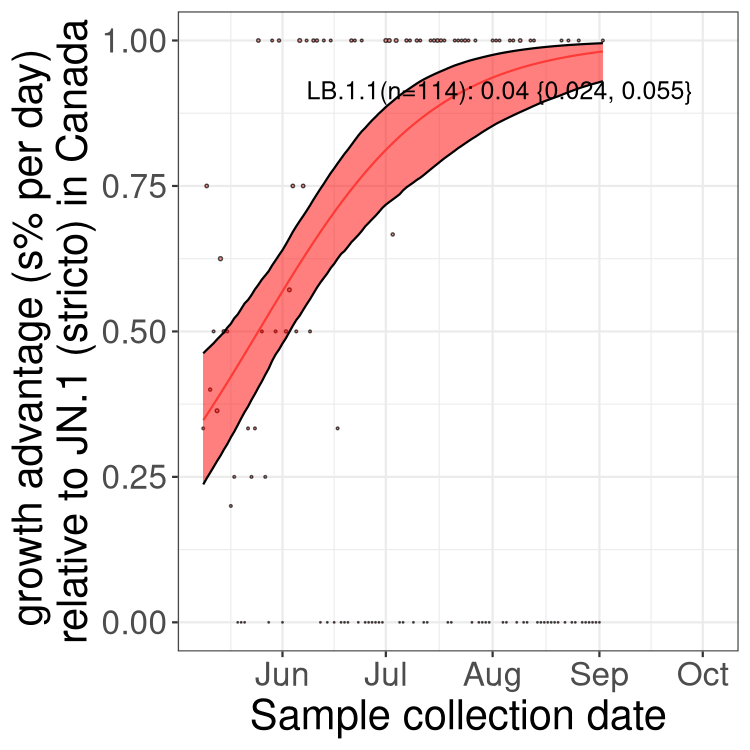 growth advantage (s% per day)
relative to JN.1 (stricto) in Canada
1.00
0.75
0.50
0.25
0.00
LB.1.1(n=114): 0.04 {0.024, 0.055}
Jun Jul Aug Sep Oct
Sample collection date